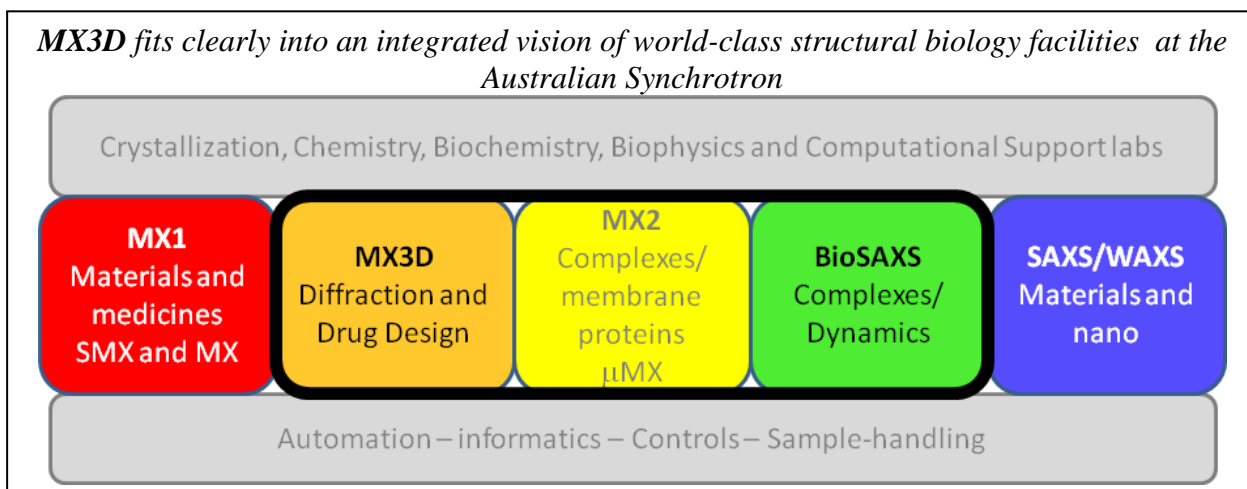 MX3D fits clearly into an integrated vision of world-class structural biology facilities at the
Australian Synchrotron
Crystallization, Chemistry, Biochemistry, Biophysics and Computational Support labs
MX1
Materials and
medicines
SMX and MX
MX3D
Diffraction and
Drug Design
MX2
Complexes/
membrane
proteins
μMX
BioSAXS
Complexes/
Dynamics
SAXS/WAXS
Materials and
nano
Automation – informatics – Controls – Sample-handling